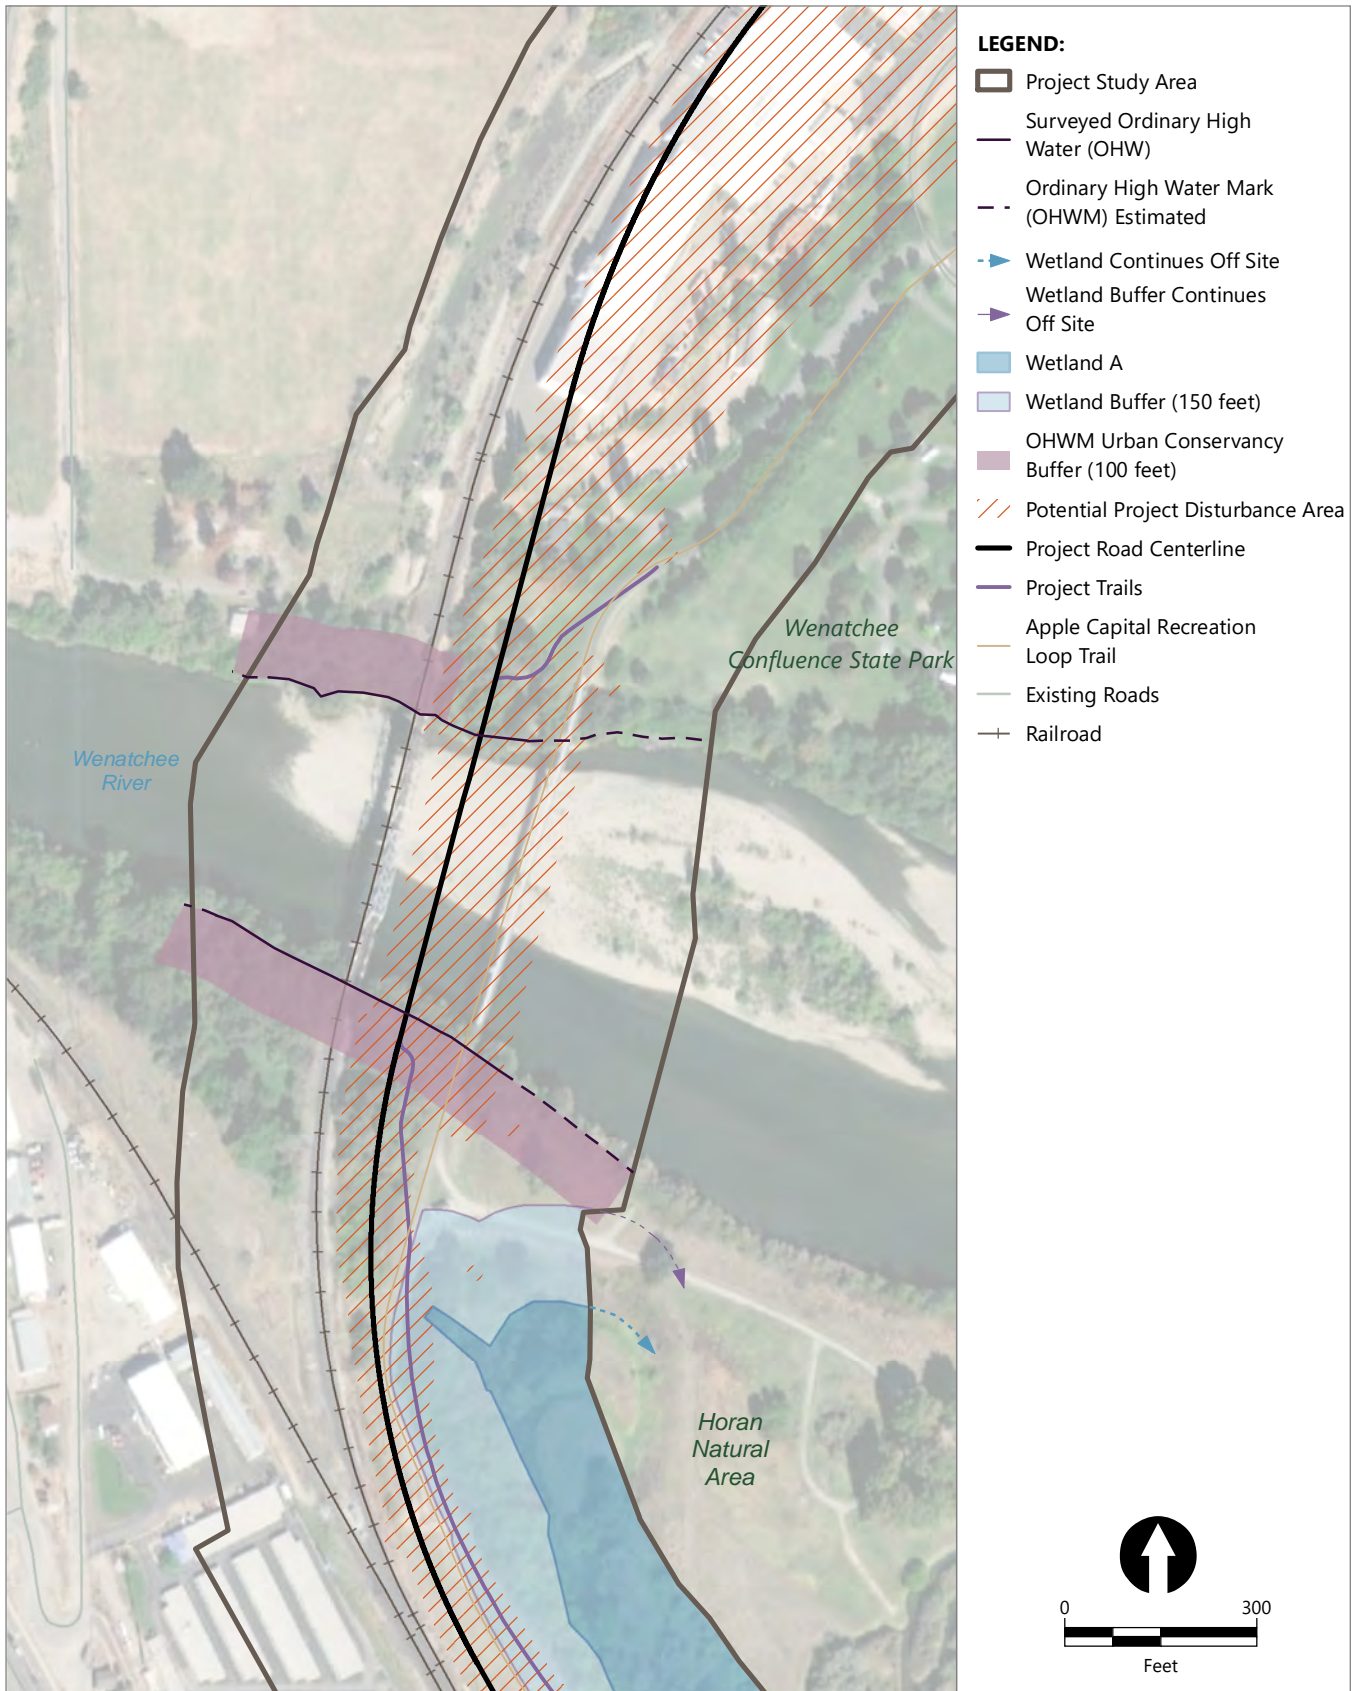 LEGEND:
Project Study Area
Surveyed Ordinary High
Water (OHW)
Ordinary High Water Mark
(OHWM) Estimated
Wetland Continues Off Site
Wetland Buffer Continues
Off Site
Wetland A
Wetland Buffer (150 feet)
OHWM Urban Conservancy
Buffer (100 feet)
Potential Project Disturbance Area
Project Road Centerline
Project Trails
Apple Capital Recreation
Loop Trail
Existing Roads
Railroad
Wenatchee
Confluence State Park
Wenatchee
River
Horan
Natural
Area
0 300
Feet